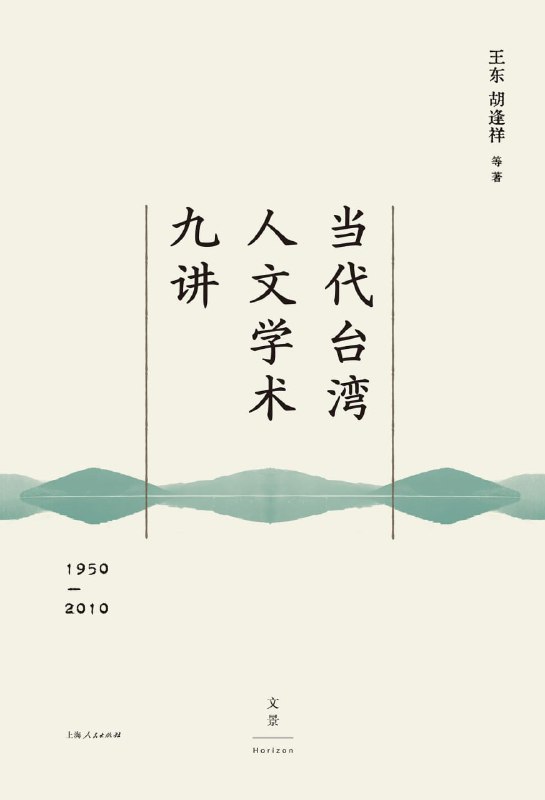 王东 胡逢祥
等著
当代台湾
人文学术
九讲
1950
—
2010
文景
Horizon
上海人民出版社